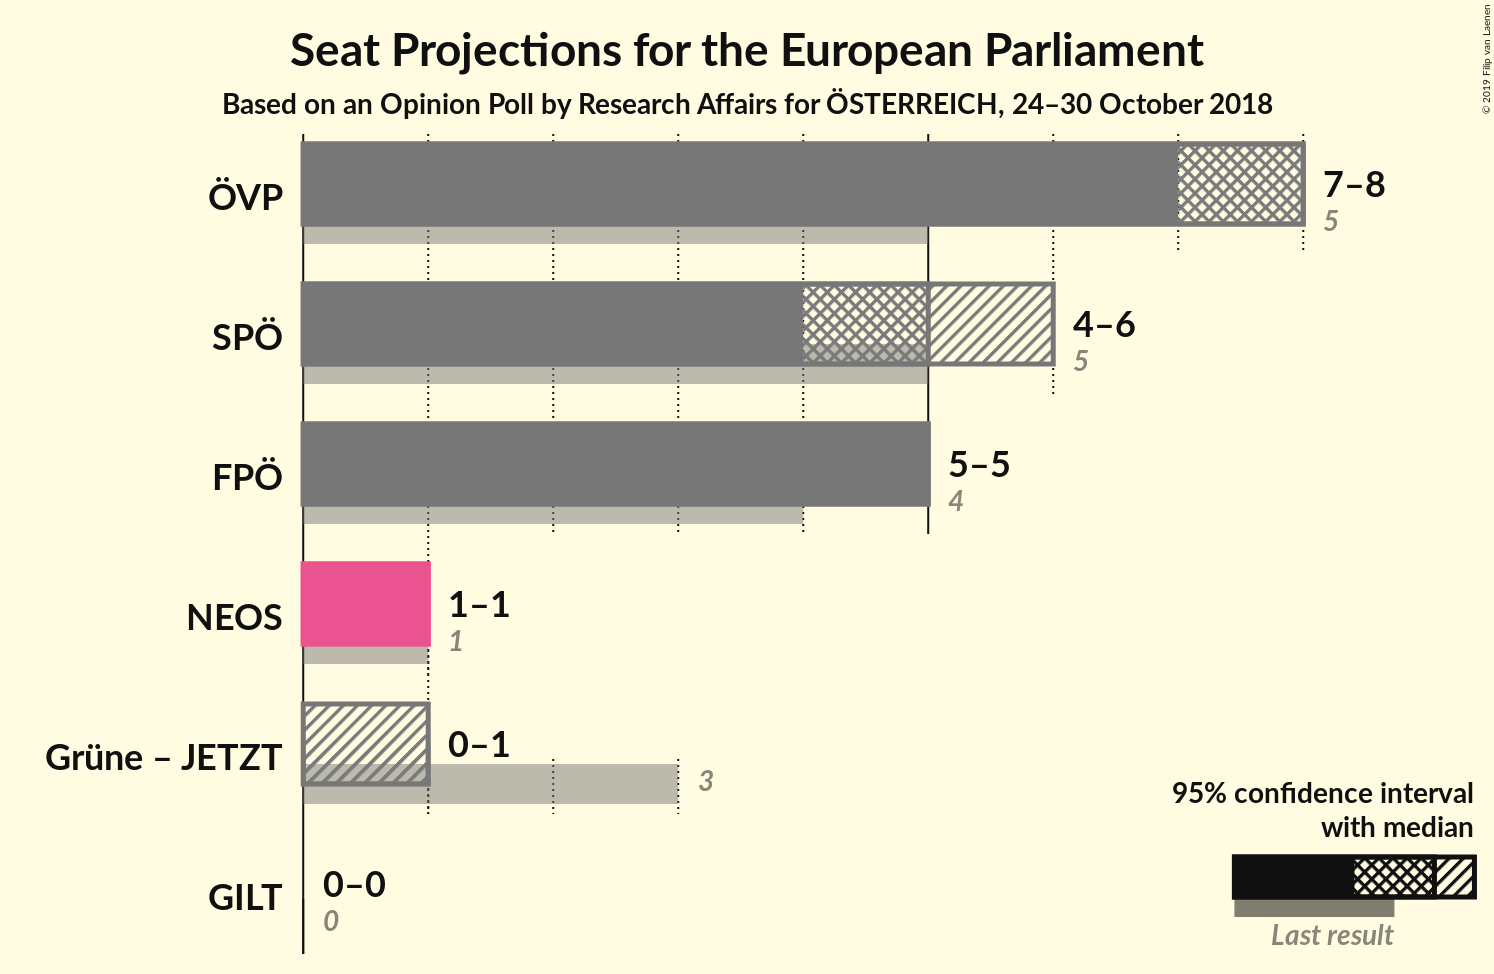 Seat Projections for the European Parliament
Based on an Opinion Poll by Research Affairs for ÖSTERREICH, 24–30 October 2018
© 2019 Filip van Laenen
ÖVP
7–8
5
SPÖ
4–6
5
FPÖ
5–5
4
NEOS
1–1
1
Grüne – JETZT
0–1
3
GILT
0–0
0
95% confidence interval
with median
Last result